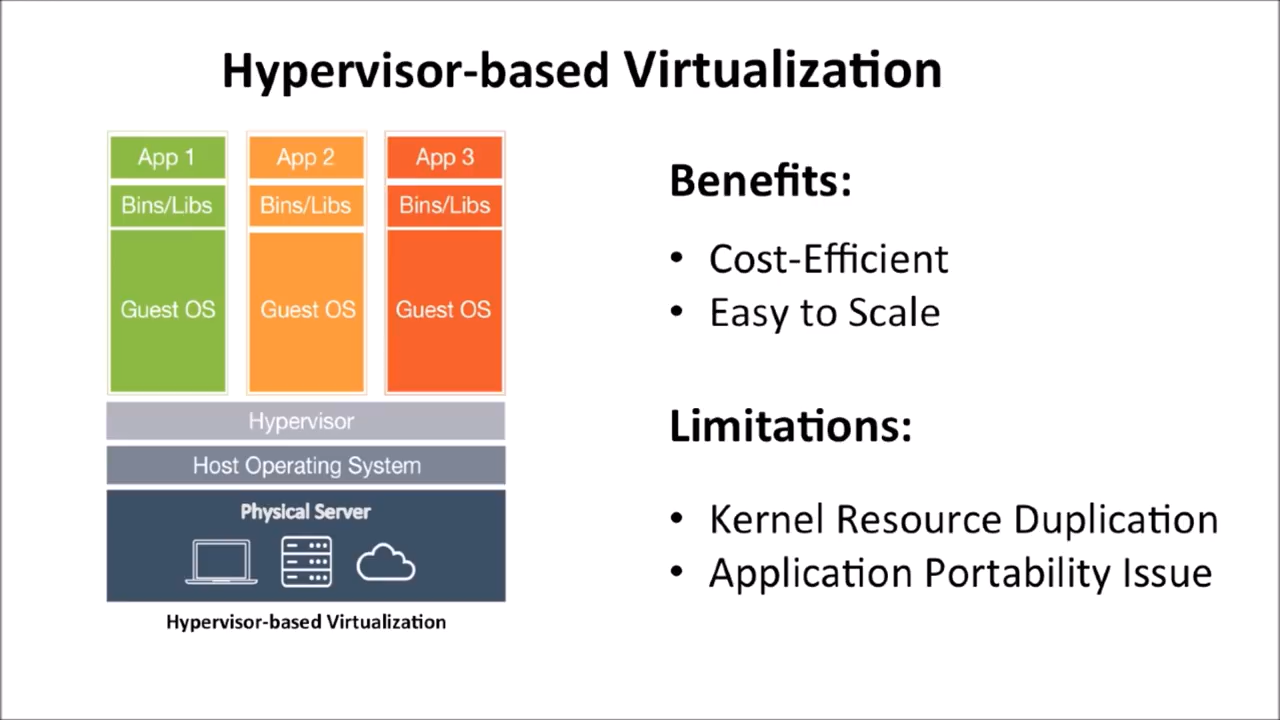 Hypervisor-based Virtualization
App 1
App 2
App 3
Bins/Libs
Bins/Libs
Bins/Libs
Guest OS
Guest OS
Guest OS
Hypervisor
Host Operating System
Physical Server
Hypervisor-based Virtualization
Benefits:
• Cost-Efficient
• Easy to Scale
Limitations:
• Kernel Resource Duplication
• Application Portability Issue